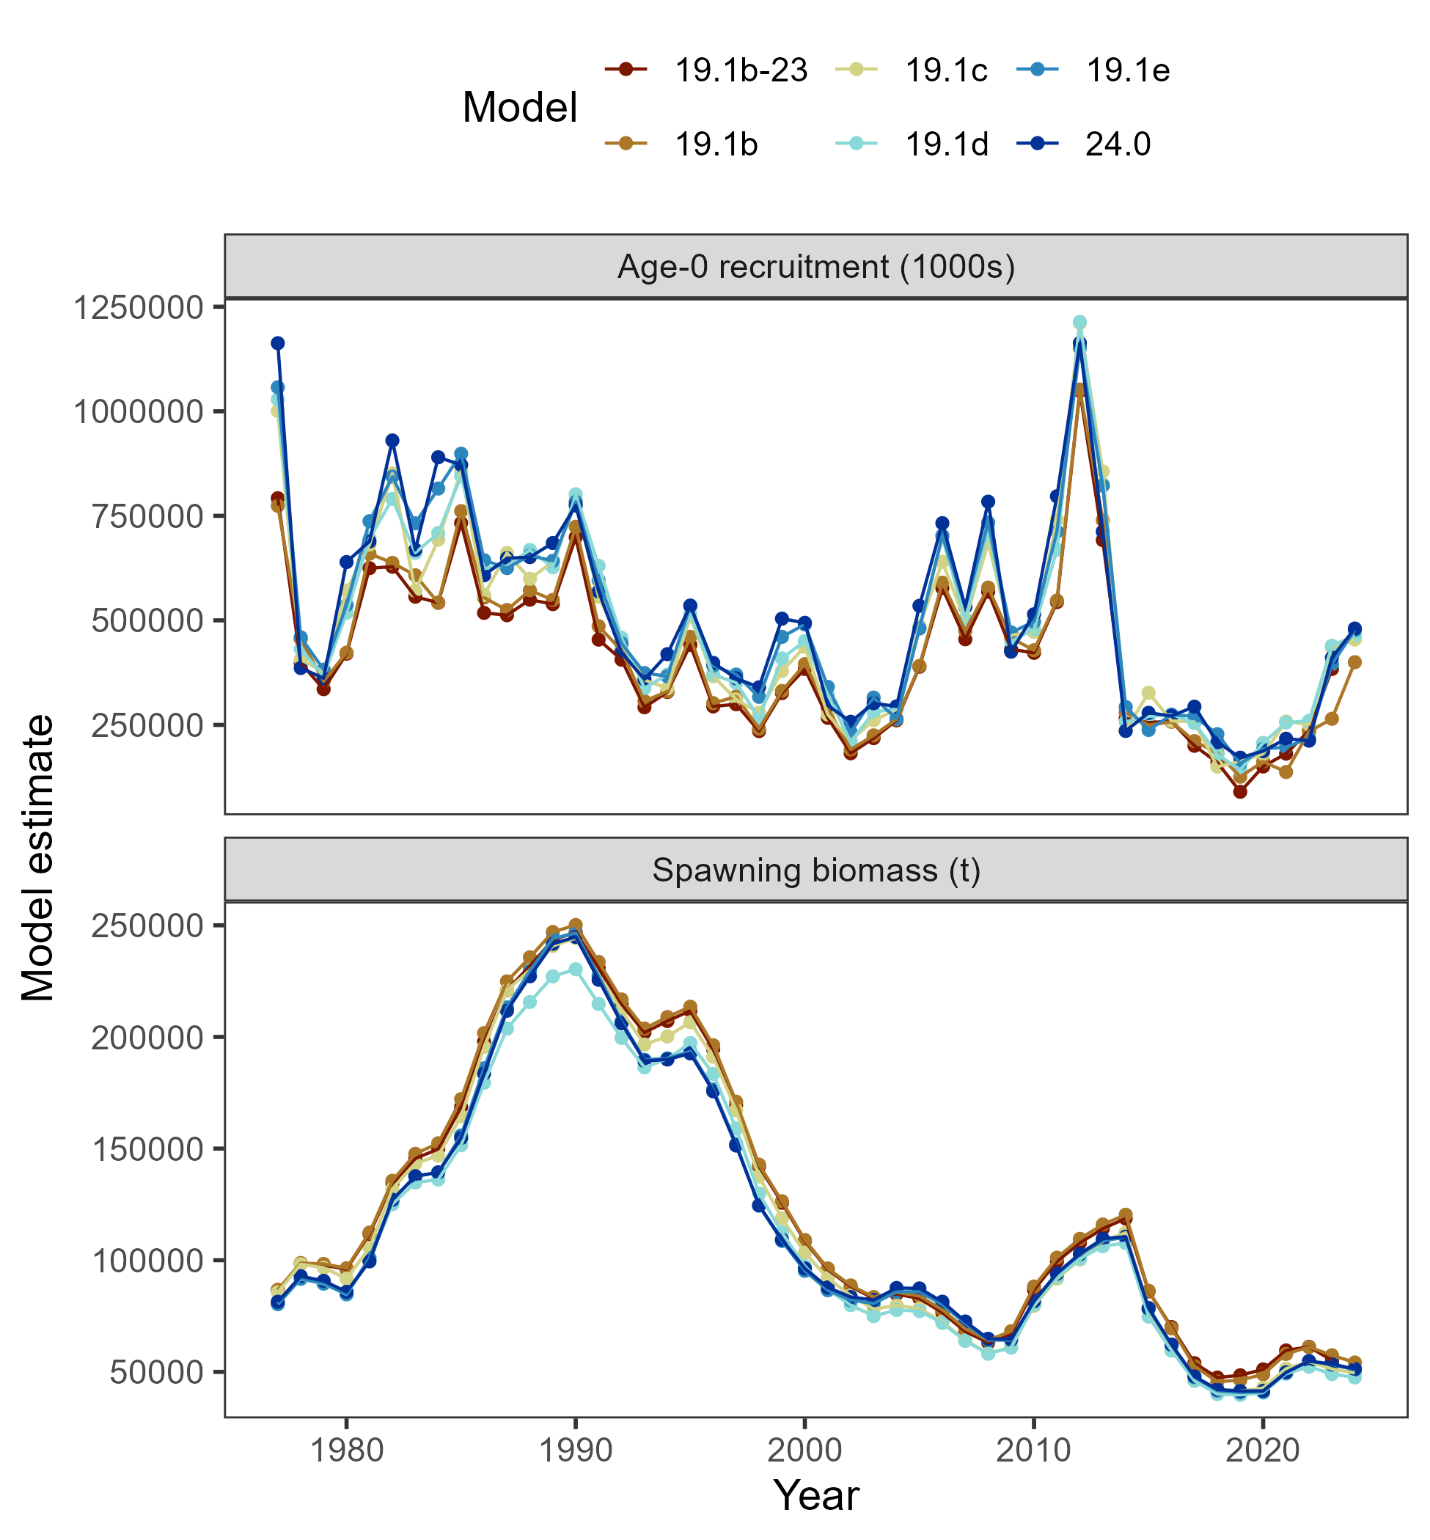 Model
19.1b-23
19.1c
19.1e
19.1b
19.1d
24.0
Age-0 recruitment (1000s)
1250000
1000000
750000
500000
250000
Model estimate
Spawning biomass (t)
250000
200000
150000
100000
50000
1980
1990
2000
2010
2020
Year